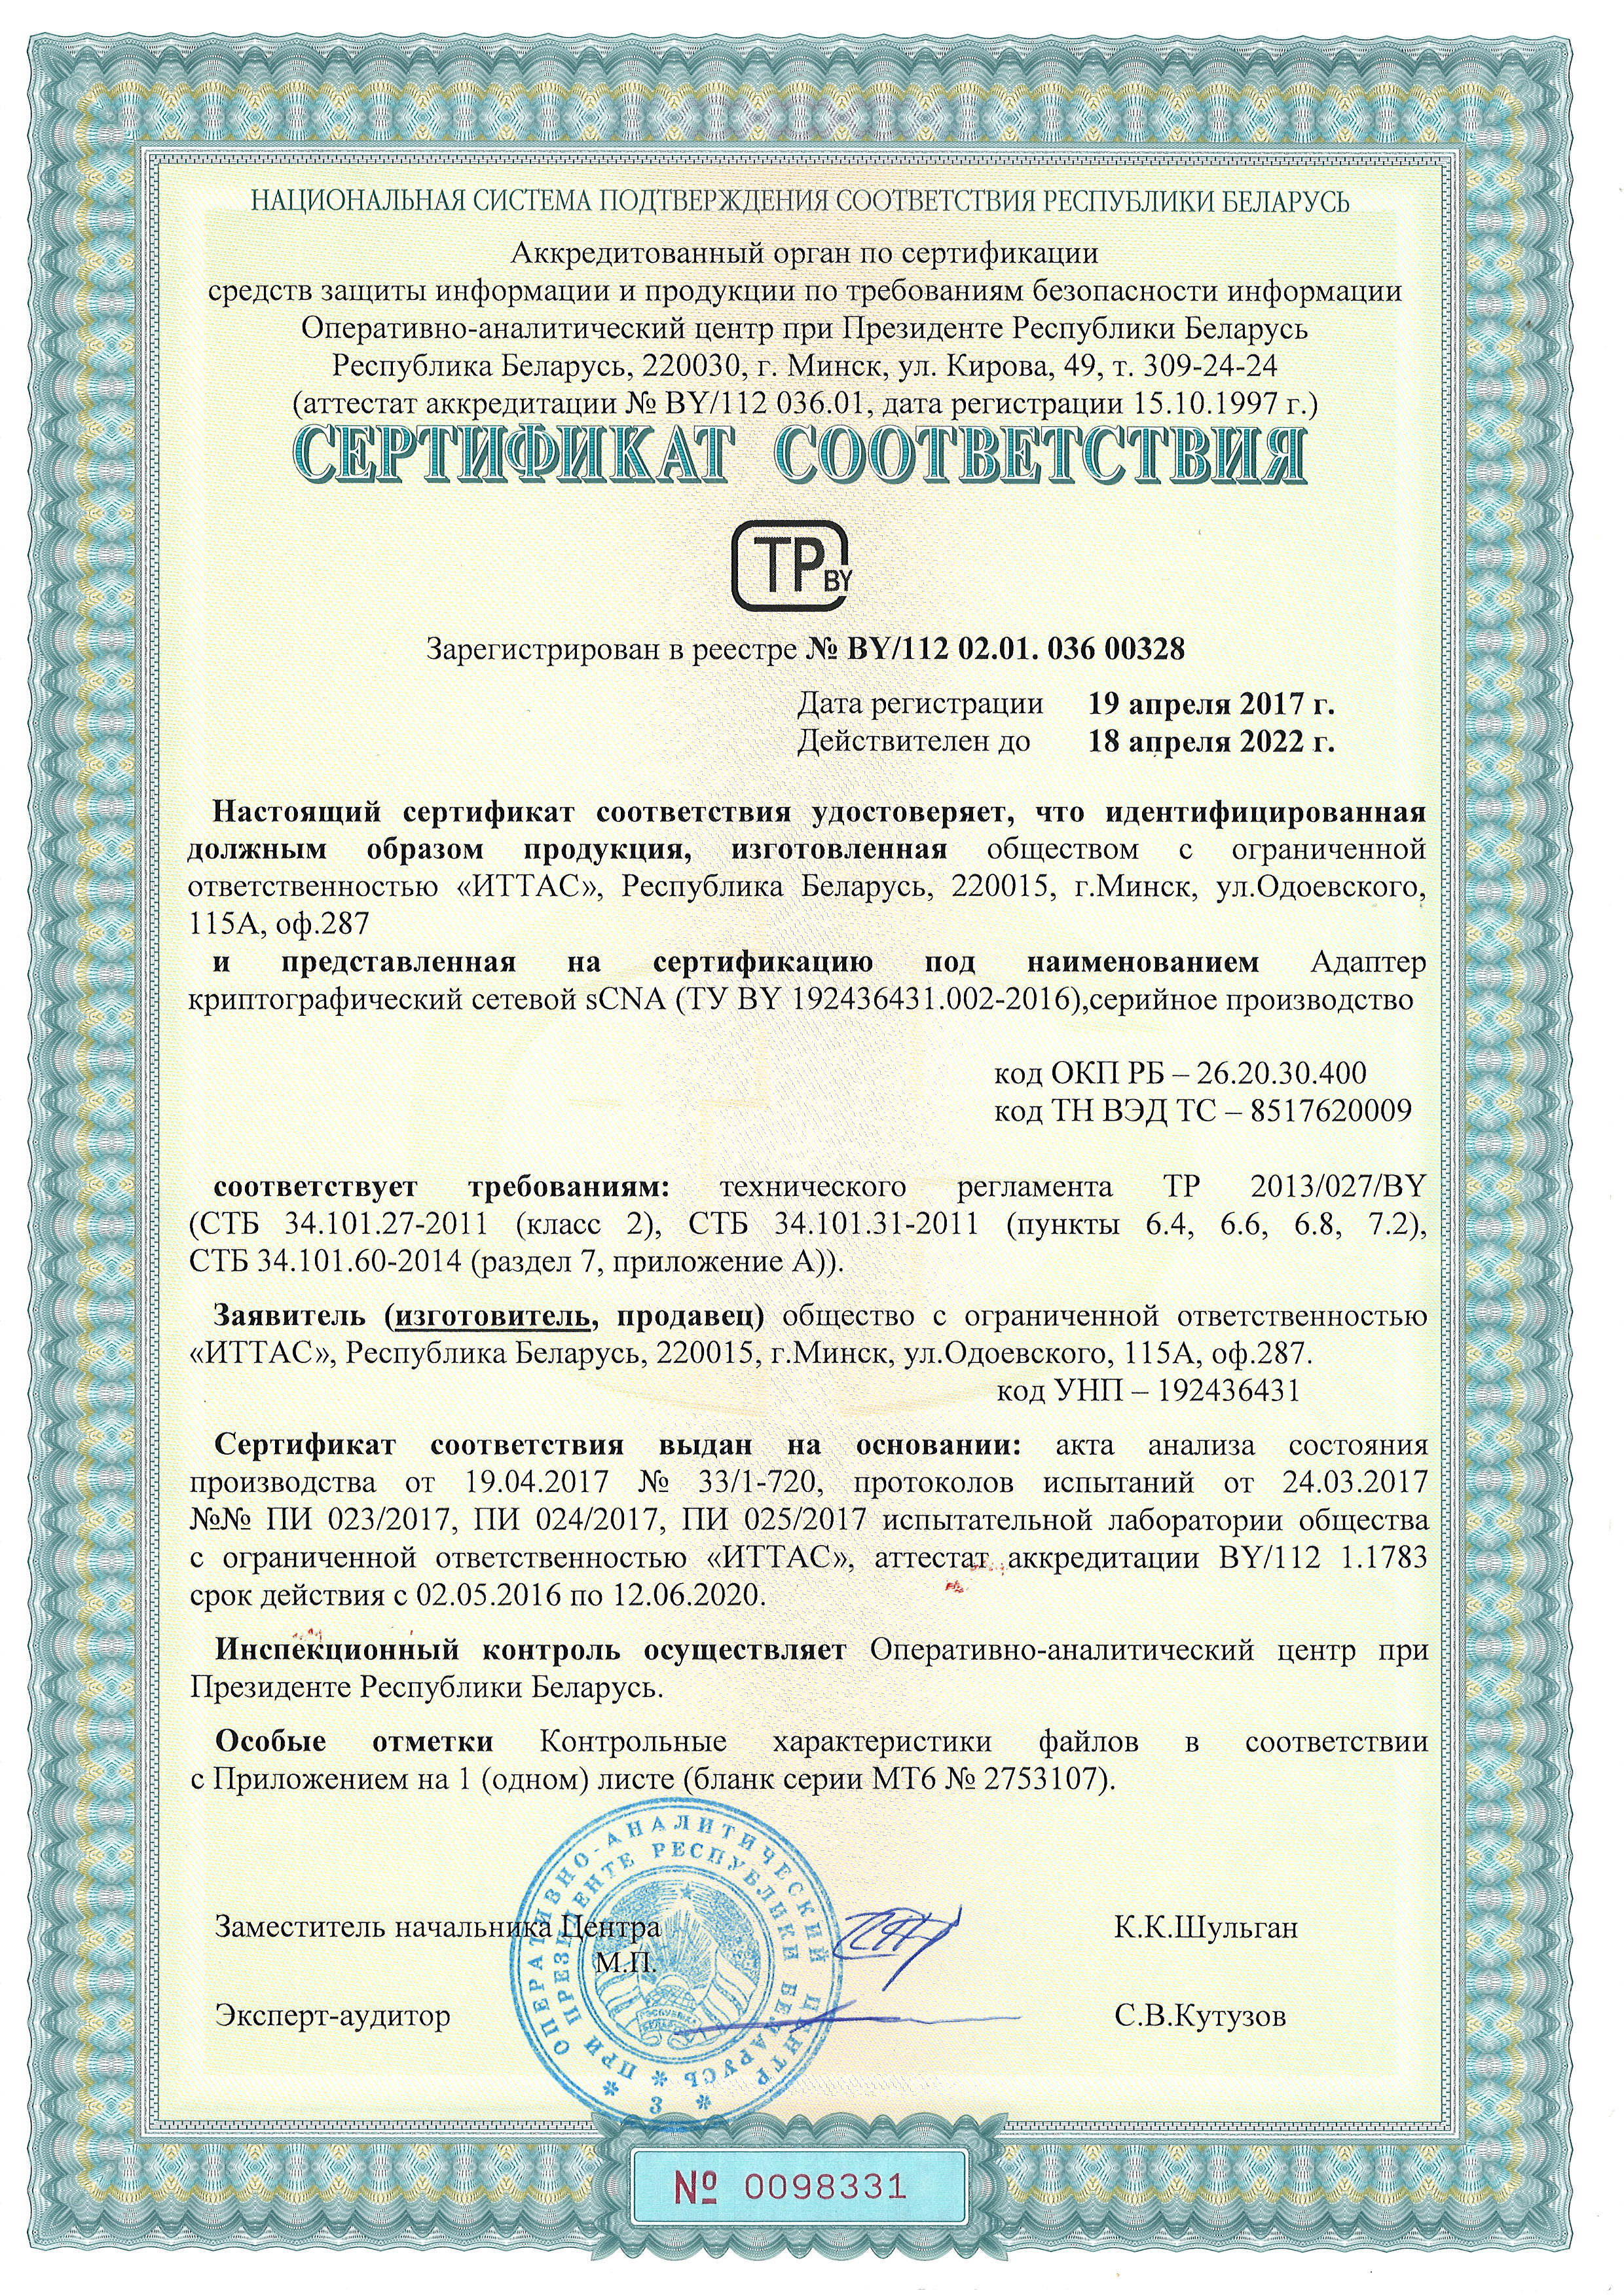 НАЦИОНАЛЬНАЯ СИСТЕМА ПОДТВЕРЖДЕНИЯ СООТВЕТСТВИЯ РЕСПУБЛИКИ БЕЛАРУСЬ
Аккредитованный орган по сертификации
средств защиты информации и продукции по требованиям безопасности информации
Оперативно-аналитический центр при Президенте Республики Беларусь
Республика Беларусь, 220030, г. Минск, ул. Кирова, 49, т. 309-24-24
(аттестат аккредитации № BY/112 036.01, дата регистрации 15.10.1997 г.)
СЕРТИФИКАТ СООТВЕТСТВИЯ
ТР BY
Зарегистрирован в реестре № BY/112 02.01. 036 00328
Дата регистрации 19 апреля 2017 г.
Действителен до 18 апреля 2022 г.
Настоящий сертификат соответствия удостоверяет, что идентифицированная
должным образом продукция, изготовленная обществом с ограниченной
ответственностью «ИТТАС», Республика Беларусь, 220015, г.Минск, ул.Одоевского,
115А, оф.287
и представленная на сертификацию под наименованием Адаптер
криптографический сетевой sCNA (ТУ BY 192436431.002-2016),серийное производство
код ОКП РБ – 26.20.30.400
код ТН ВЭД ТС – 8517620009
соответствует требованиям: технического регламента ТР 2013/027/BY
(СТБ 34.101.27-2011 (класс 2), СТБ 34.101.31-2011 (пункты 6.4, 6.6, 6.8, 7.2),
СТБ 34.101.60-2014 (раздел 7, приложение А)).
Заявитель (изготовитель, продавец) общество с ограниченной ответственностью
«ИТТАС», Республика Беларусь, 220015, г.Минск, ул.Одоевского, 115А, оф.287.
код УНП – 192436431
Сертификат соответствия выдан на основании: акта анализа состояния
производства от 19.04.2017 № 33/1-720, протоколов испытаний от 24.03.2017
№№ ПИ 023/2017, ПИ 024/2017, ПИ 025/2017 испытательной лаборатории общества
с ограниченной ответственностью «ИТТАС», аттестат аккредитации BY/112 1.1783
срок действия с 02.05.2016 по 12.06.2020.
Инспекционный контроль осуществляет Оперативно-аналитический центр при
Президенте Республики Беларусь.
Особые отметки Контрольные характеристики файлов в соответствии
с Приложением на 1 (одном) листе (бланк серии МТ6 № 2753107).
ОПЕРАТИВНО-АНАЛИТИЧЕСКИЙ ЦЕНТР
ПРИ ПРЕЗИДЕНТЕ РЕСПУБЛИКИ БЕЛАРУСЬ
3
Заместитель начальника Центра К.К.Шульган
М.П.
Эксперт-аудитор С.В.Кутузов
№ 0098331